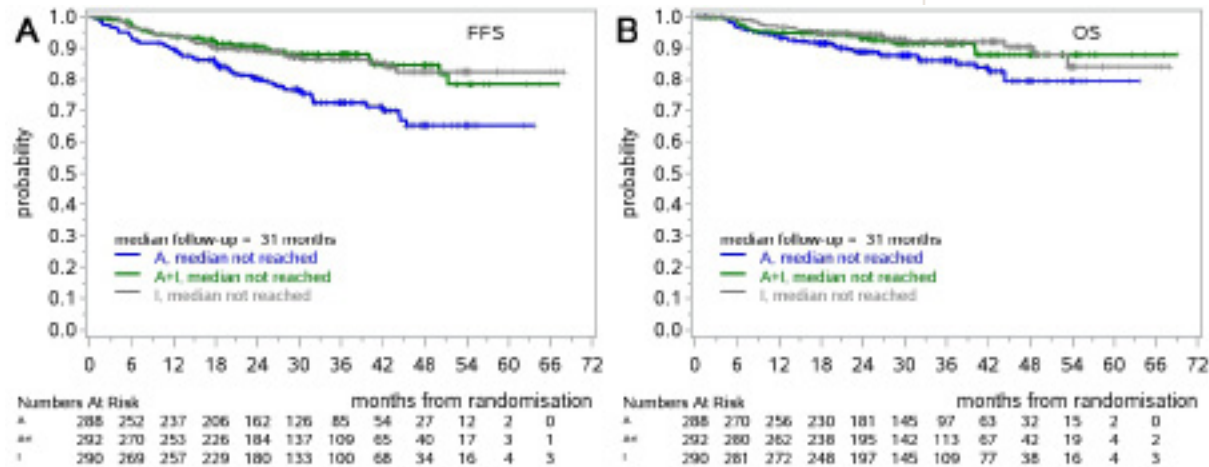 A
FFS
1.0
0.9
0.8
0.7
0.6
0.5
0.4
0.3
0.2
0.1
0.0
probability
median follow-up = 31 months
A, median not reached
A+I, median not reached
I, median not reached
0 6 12 18 24 30 36 42 48 54 60 66 72
Numbers At Risk
months from randomisation
A 288 252 237 206 162 126 85 54 27 12 2 0
A+I 292 270 253 226 184 137 109 65 40 17 3 1
I 290 269 257 229 180 133 100 68 34 16 4 3
B
OS
1.0
0.9
0.8
0.7
0.6
0.5
0.4
0.3
0.2
0.1
0.0
probability
median follow-up = 31 months
A, median not reached
A+I, median not reached
I, median not reached
0 6 12 18 24 30 36 42 48 54 60 66 72
Numbers At Risk
months from randomisation
288 270 256 230 181 145 97 63 32 15 2 0
292 280 262 238 195 142 113 67 42 19 4 2
290 281 272 248 197 145 109 77 38 16 4 3